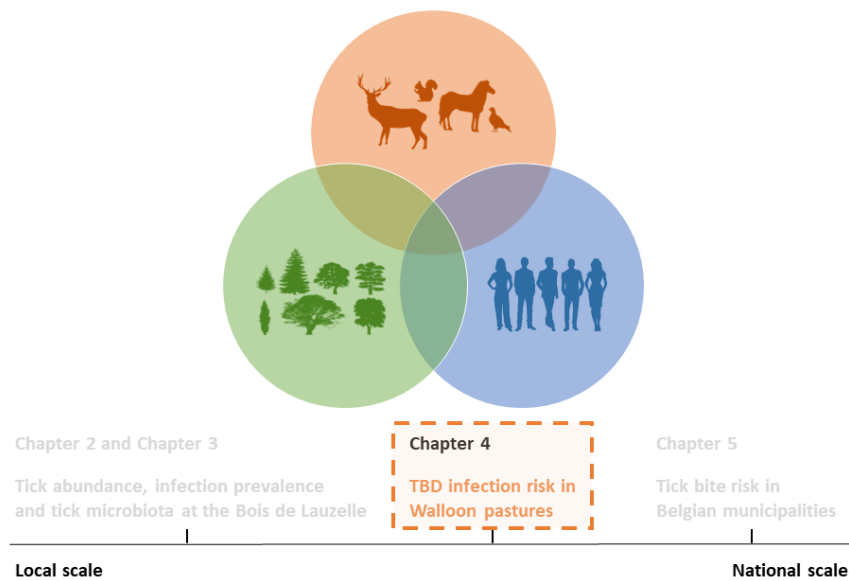 Chapter 2 and Chapter 3
Tick abundance, infection prevalence
and tick microbiota at the Bois de Lauzelle
Chapter 4
TBD infection risk in
Walloon pastures
Chapter 5
Tick bite risk in
Belgian municipalities
Local scale
National scale